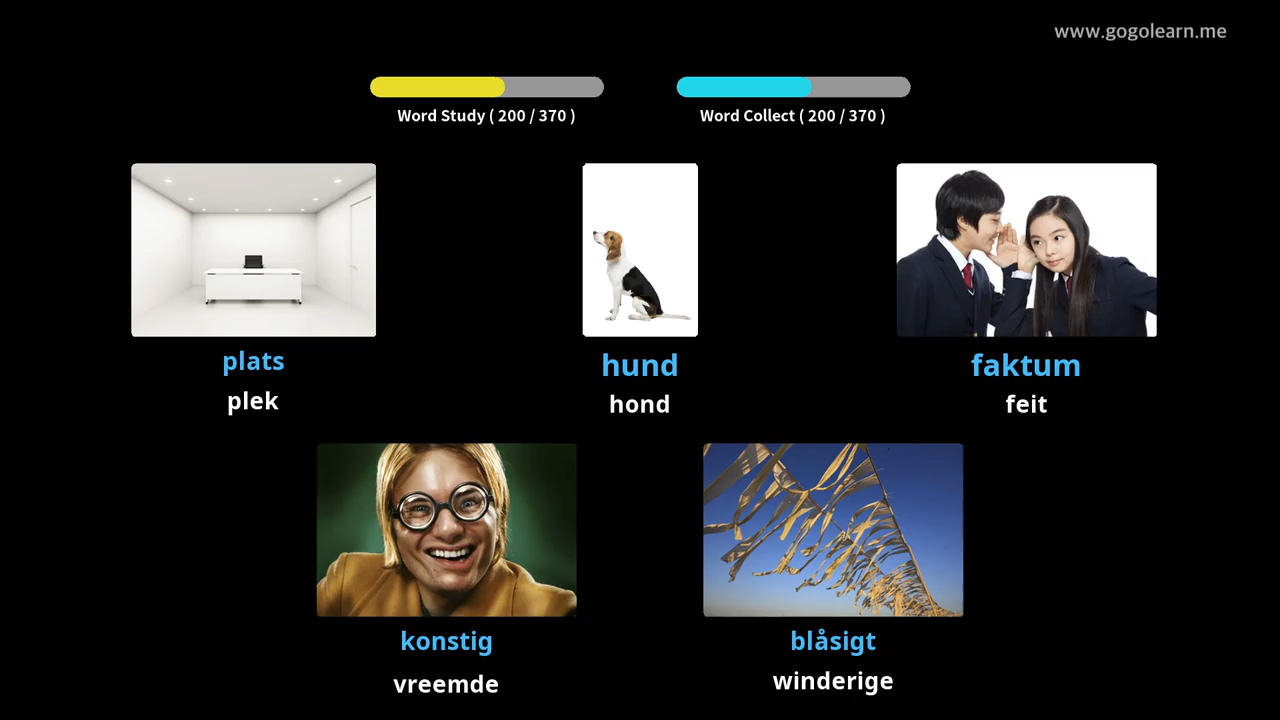 www.gogolearn.me
Word Study ( 200 / 370 )
Word Collect ( 200 / 370 )
plats
plek
hund
hond
faktum
feit
konstig
vreemde
blåsigt
winderige